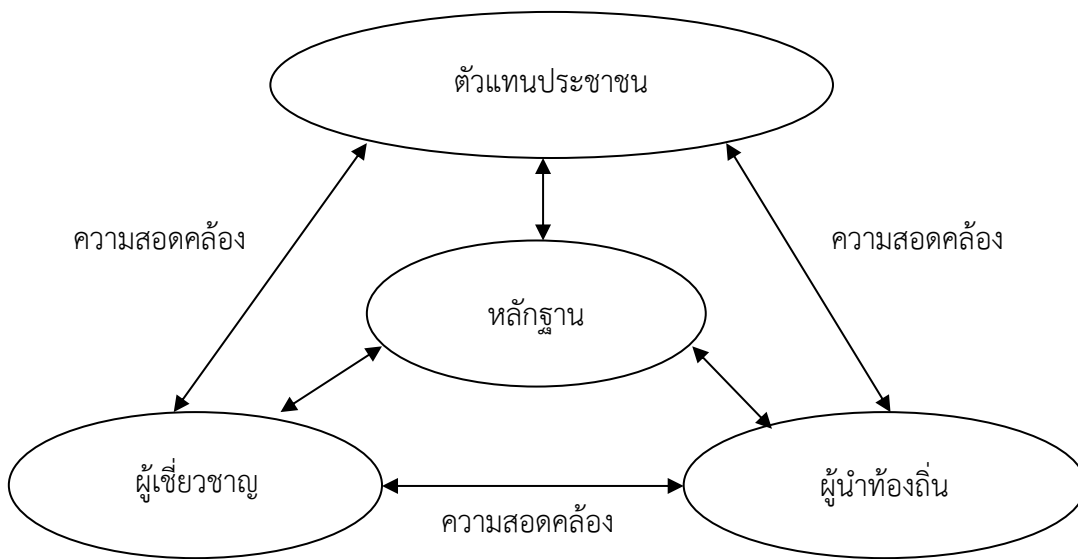 ตัวแทนประชาชน
ความสอดคล้อง
ความสอดคล้อง
หลักฐาน
ผู้เชี่ยวชาญ
ผู้นำท้องถิ่น
ความสอดคล้อง